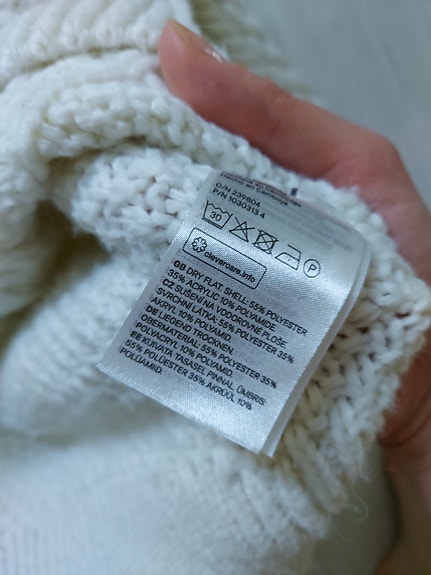 O/N 239804
P/N 1030313 4
30 P
clevercare.info
GB DRY FLAT. SHELL: 55% POLYESTER
35% ACRYLIC 10% POLYAMIDE
CZ SUŠENÍ NA VODOROVNÉ PLOŠE
SVRCHNÍ LÁTKA: 55% POLYESTER 35%
AKRYL 10% POLYAMID.
DE LIEGEND TROCKNEN.
OBERMATERIAL 55% POLYESTER 35%
POLYACRYL 10% POLYAMID.
EE KUIVATA TASASEL PINNAL. ÜMBRIS:
55% POLÜESTER 35% AKRÜÜL 10%
POLÜAMIID.